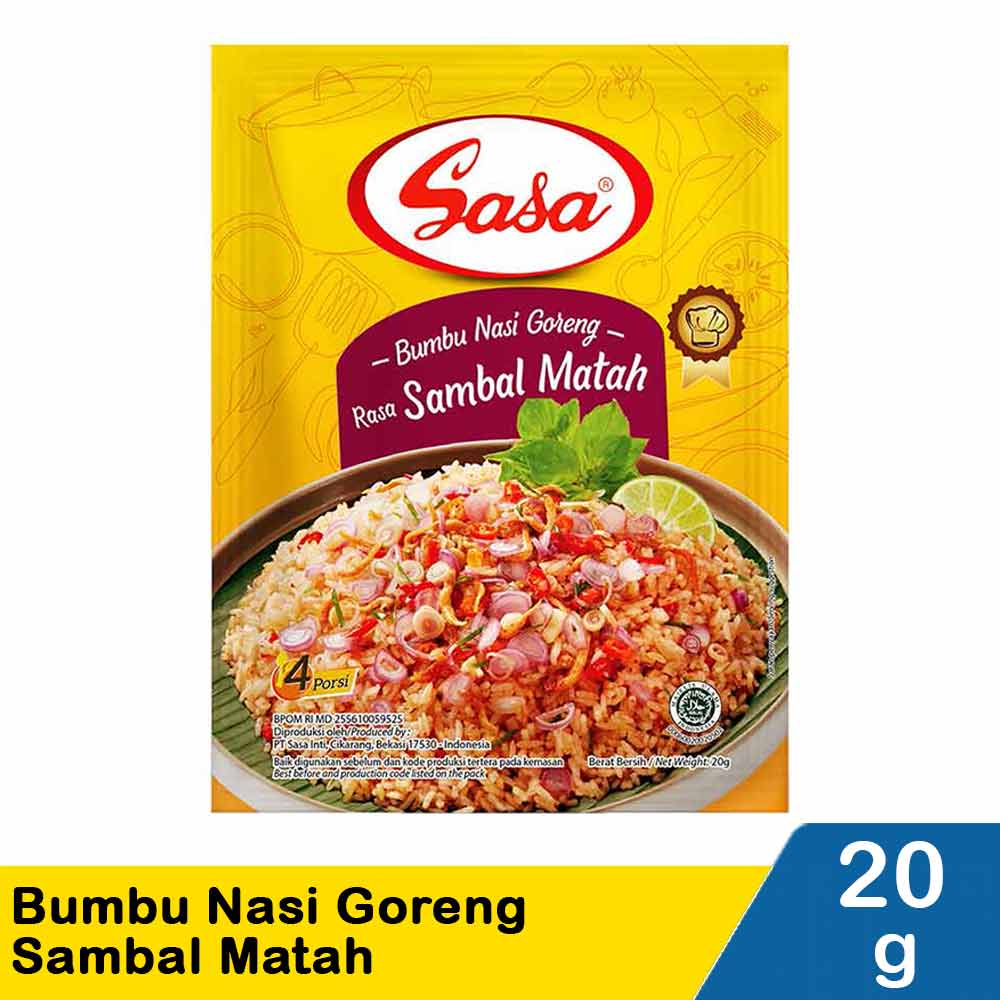 Sasa®
Bumbu Nasi Goreng
Rasa Sambal Matah
4 Porsi
BPOM RI MD 255610059525
Diproduksi oleh/Produced by:
PT Sasa Inti, Cikarang, Bekasi 17530 - Indonesia
Baik digunakan sebelum dan kode produksi tertera pada kemasan
Best before and production code listed on the pack
Berat Bersih / Net Weight: 20g
Bumbu Nasi Goreng
Sambal Matah
20
g